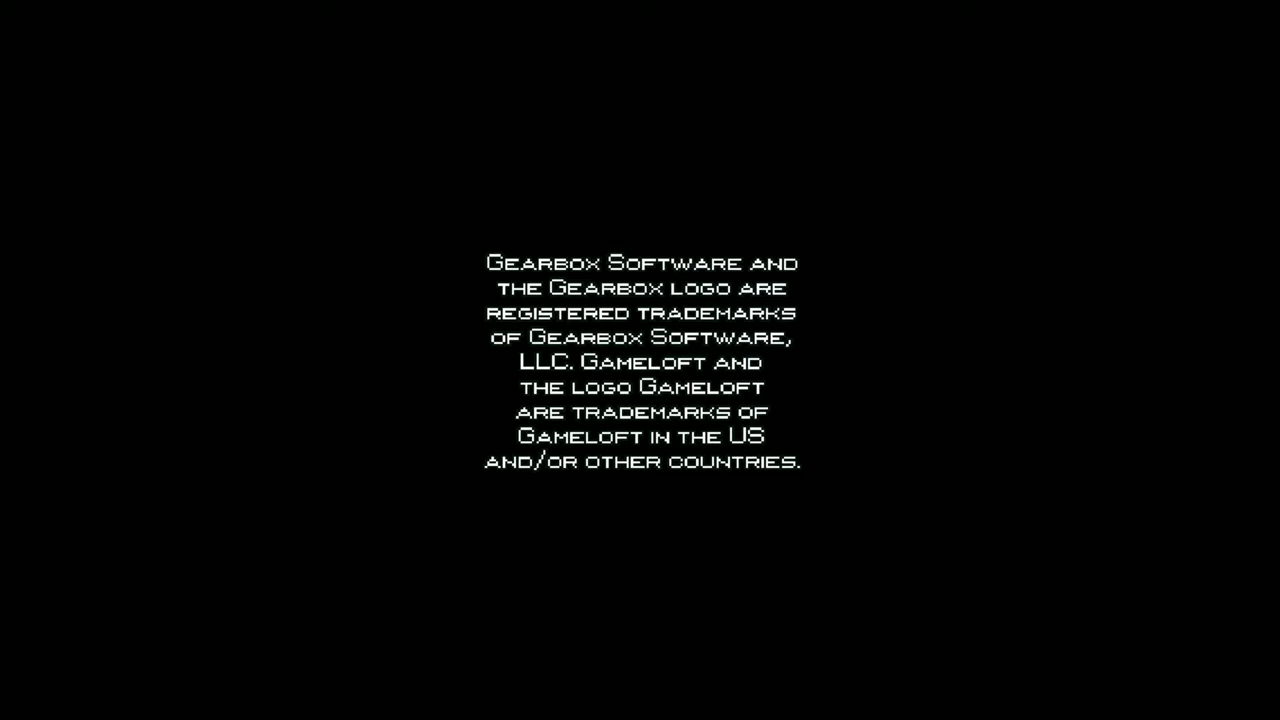 Gearbox Software and
the Gearbox logo are
registered trademarks
of Gearbox Software,
LLC. Gameloft and
the logo Gameloft
are trademarks of
Gameloft in the US
and/or other countries.